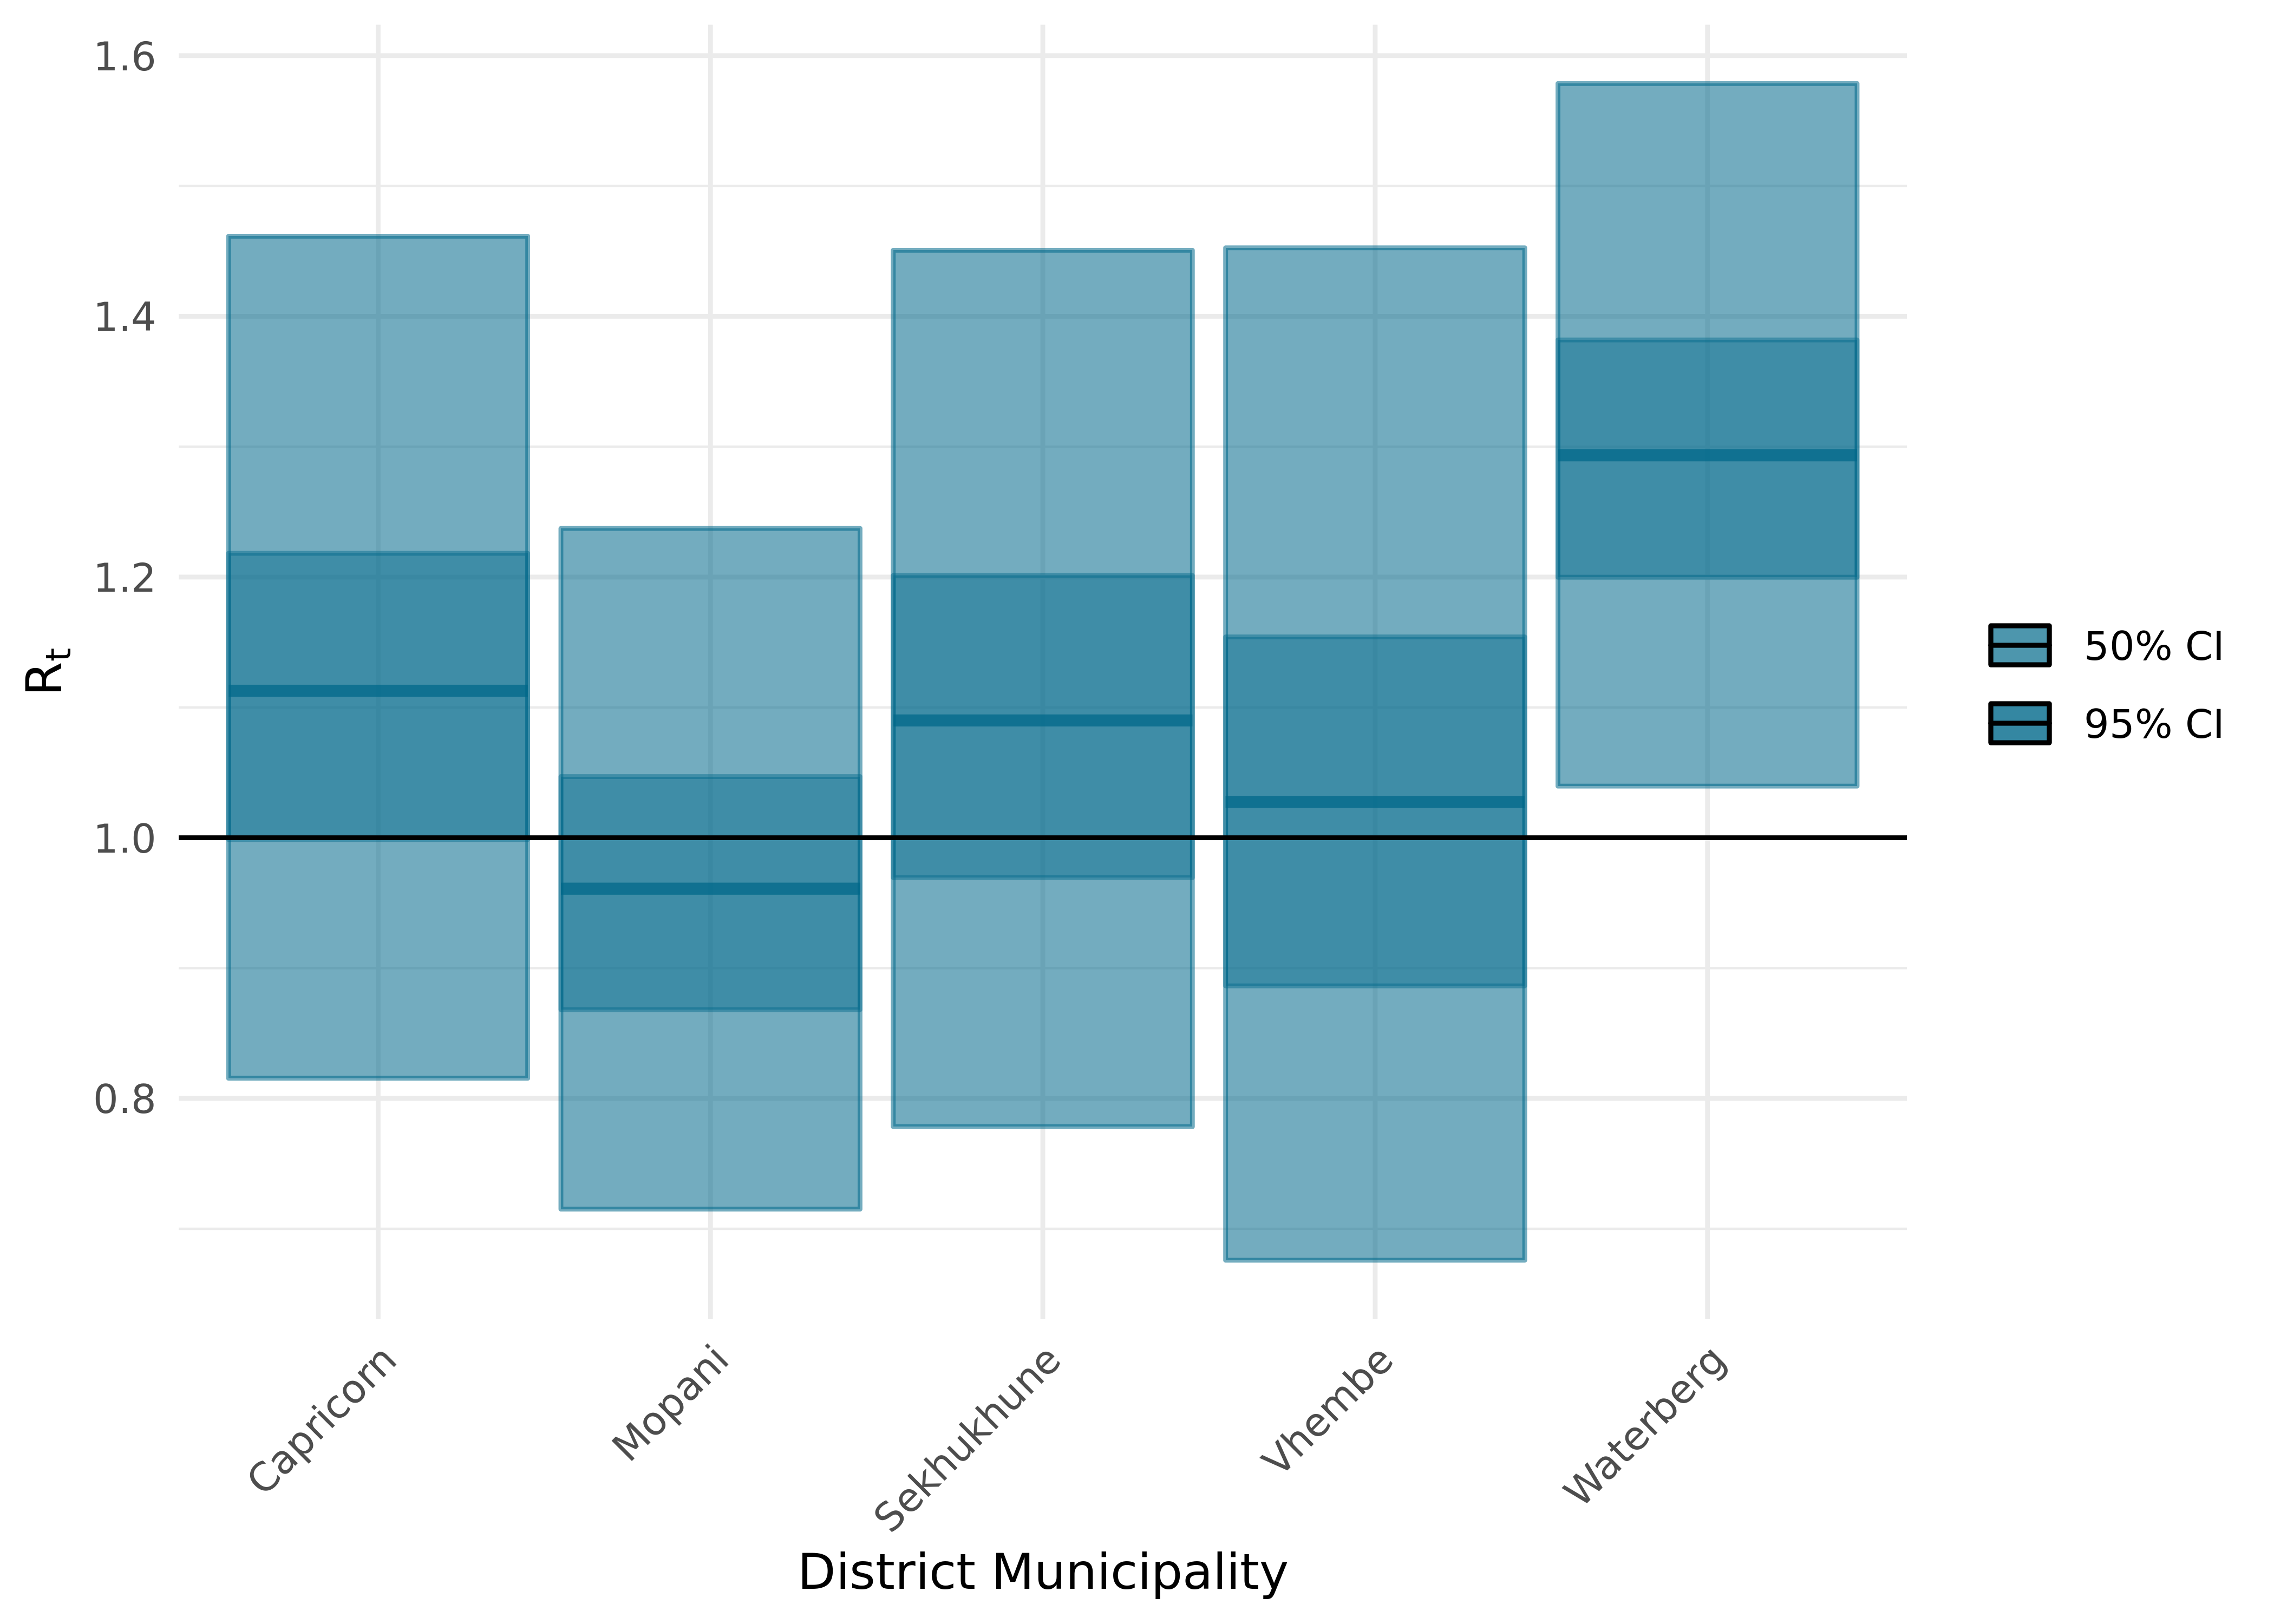 1.6
1.4
1.2
1.0
0.8
Rt
Capricorn
Mopani
Sekhukhune
Vhembe
Waterberg
District Municipality
50% CI
95% CI